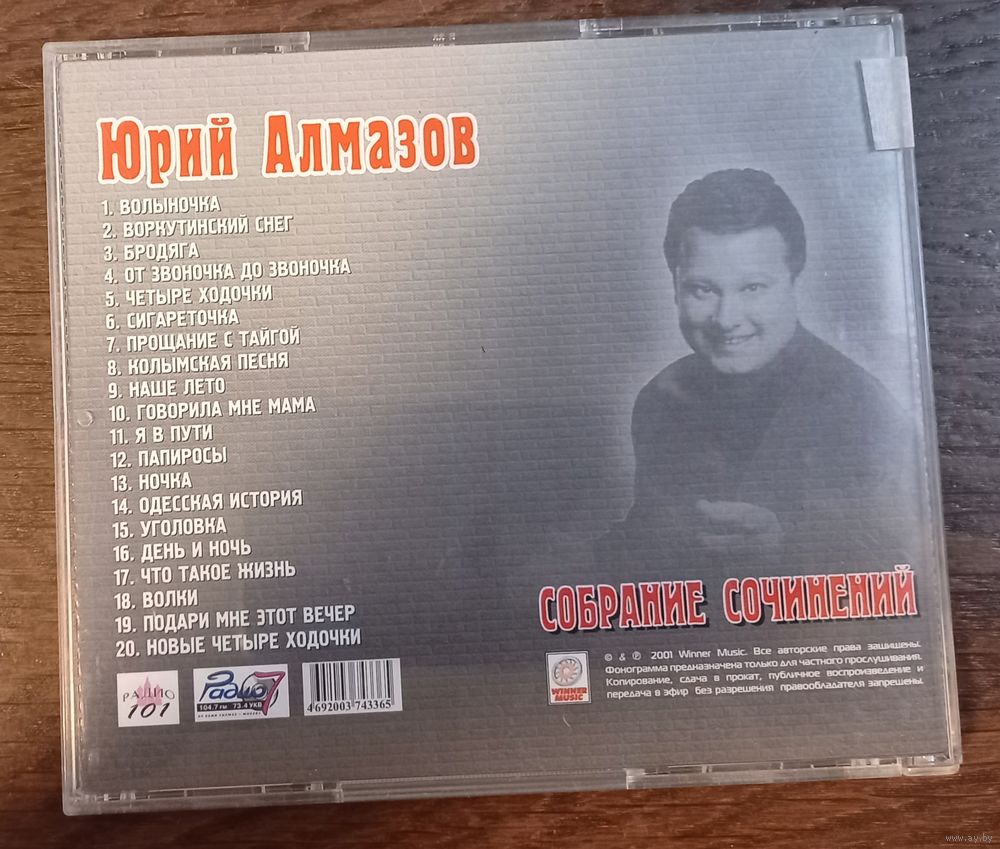 Юрий Алмазов
1. ВОЛЫНОЧКА
2. ВОРКУТИНСКИЙ СНЕГ
3. БРОДЯГА
4. ОТ ЗВОНОЧКА ДО ЗВОНОЧКА
5. ЧЕТЫРЕ ХОДОЧКИ
6. СИГАРЕТОЧКА
7. ПРОЩАНИЕ С ТАЙГОЙ
8. КОЛЫМСКАЯ ПЕСНЯ
9. НАШЕ ЛЕТО
10. ГОВОРИЛА МНЕ МАМА
11. Я В ПУТИ
12. ПАПИРОСЫ
13. НОЧКА
14. ОДЕССКАЯ ИСТОРИЯ
15. УГОЛОВКА
16. ДЕНЬ И НОЧЬ
17. ЧТО ТАКОЕ ЖИЗНЬ
18. ВОЛКИ
19. ПОДАРИ МНЕ ЭТОТ ВЕЧЕР
20. НОВЫЕ ЧЕТЫРЕ ХОДОЧКИ
СОБРАНИЕ СОЧИНЕНИЙ
РАДИО
101
Радио 7
104.7 FM 73.4 УКВ
4 692003 743365
WINNER
MUSIC
© & ℗ 2001 Winner Music. Все авторские права защищены.
Фонограмма предназначена только для частного прослушивания.
Копирование, сдача в прокат, публичное воспроизведение и
передача в эфир без разрешения правообладателя запрещены.
www.ay.by